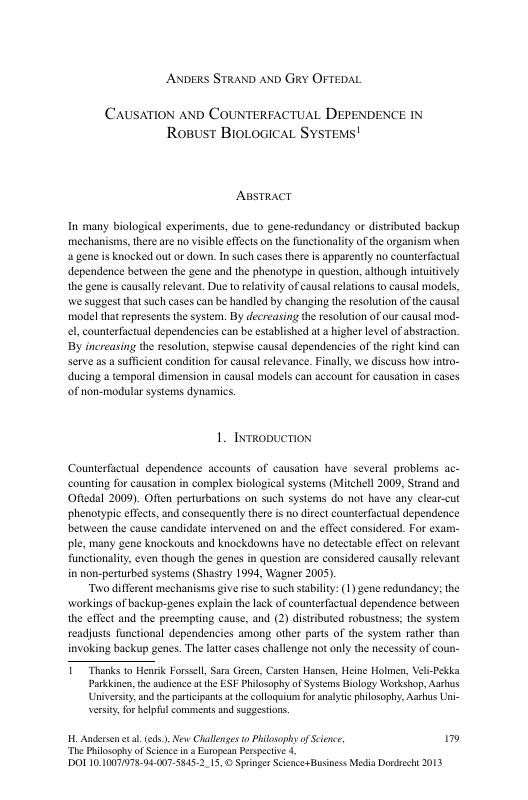 Anders Strand and Gry Oftedal
Causation and Counterfactual Dependence in
Robust Biological Systems1
Abstract
In many biological experiments, due to gene-redundancy or distributed backup
mechanisms, there are no visible effects on the functionality of the organism when
a gene is knocked out or down. In such cases there is apparently no counterfactual
dependence between the gene and the phenotype in question, although intuitively
the gene is causally relevant. Due to relativity of causal relations to causal models,
we suggest that such cases can be handled by changing the resolution of the causal
model that represents the system. By decreasing the resolution of our causal mod-
el, counterfactual dependencies can be established at a higher level of abstraction.
By increasing the resolution, stepwise causal dependencies of the right kind can
serve as a sufficient condition for causal relevance. Finally, we discuss how intro-
ducing a temporal dimension in causal models can account for causation in cases
of non-modular systems dynamics.
1. Introduction
Counterfactual dependence accounts of causation have several problems ac-
counting for causation in complex biological systems (Mitchell 2009, Strand and
Oftedal 2009). Often perturbations on such systems do not have any clear-cut
phenotypic effects, and consequently there is no direct counterfactual dependence
between the cause candidate intervened on and the effect considered. For exam-
ple, many gene knockouts and knockdowns have no detectable effect on relevant
functionality, even though the genes in question are considered causally relevant
in non-perturbed systems (Shastry 1994, Wagner 2005).
Two different mechanisms give rise to such stability: (1) gene redundancy; the
workings of backup-genes explain the lack of counterfactual dependence between
the effect and the preempting cause, and (2) distributed robustness; the system
readjusts functional dependencies among other parts of the system rather than
invoking backup genes. The latter cases challenge not only the necessity of coun-
1 Thanks to Henrik Forssell, Sara Green, Carsten Hansen, Heine Holmen, Veli-Pekka
Parkkinen, the audience at the ESF Philosophy of Systems Biology Workshop, Aarhus
University, and the participants at the colloquium for analytic philosophy, Aarhus Uni-
versity, for helpful comments and suggestions.
H. Andersen et al. (eds.), New Challenges to Philosophy of Science, 179
The Philosophy of Science in a European Perspective 4,
DOI 10.1007/978-94-007-5845-2_15, © Springer Science+Business Media Dordrecht 2013